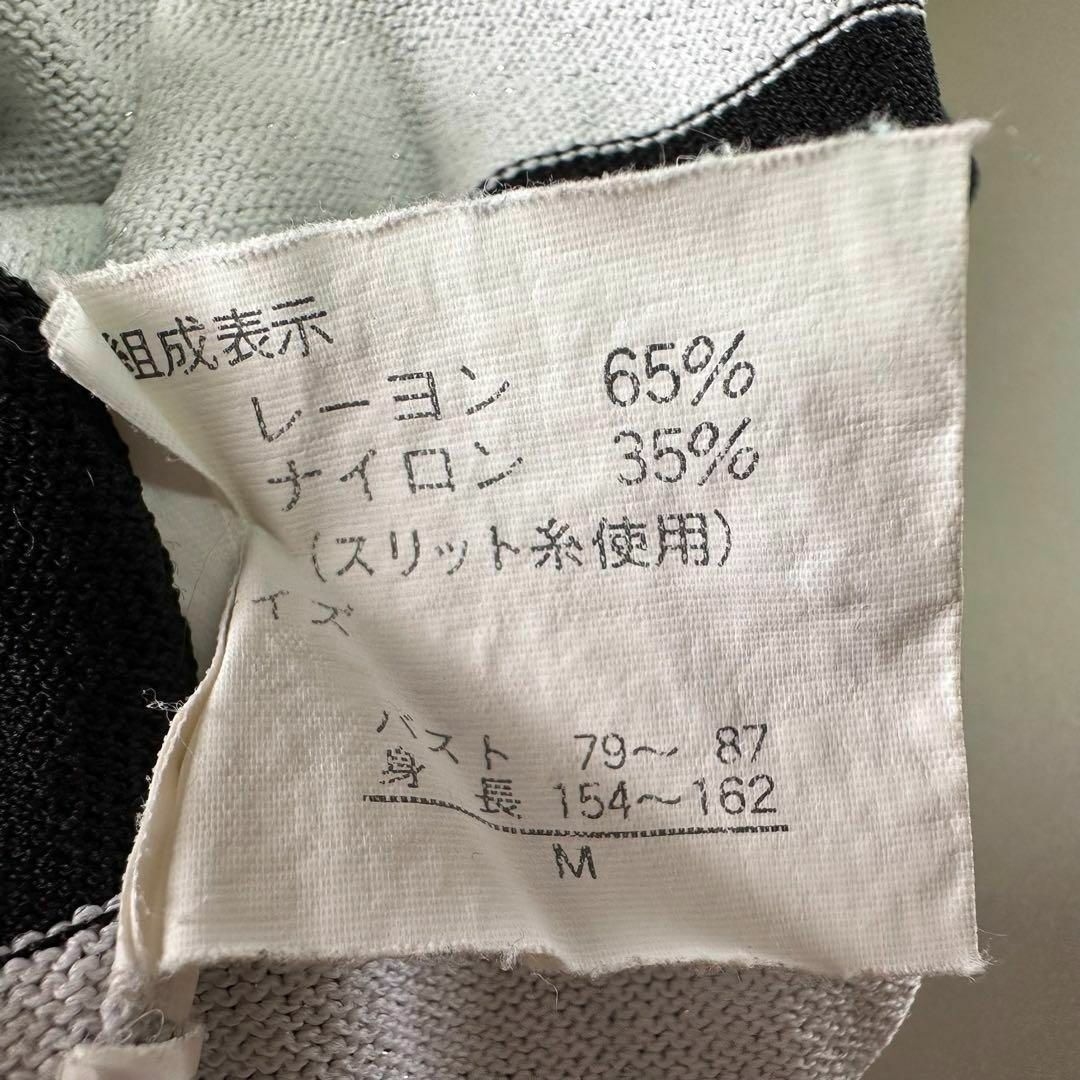 組成表示
レーヨン 65%
ナイロン 35%
(スリット糸使用)
イズ
バスト 79～ 87
身長 154～162
M